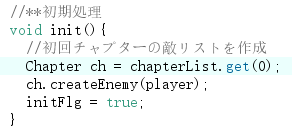 //**初期処理
void init(){
//初回チャプターの敵リストを作成
Chapter ch = chapterList.get(0);
ch.createEnemy(player);
initFlg = true;
}